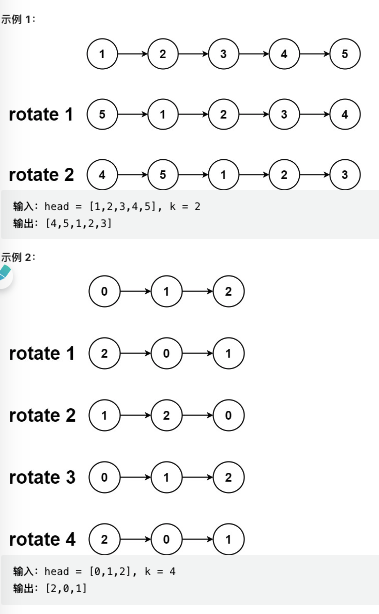 示例 1：
1 2 3 4 5
rotate 1 5 1 2 3 4
rotate 2 4 5 1 2 3
输入：head = [1,2,3,4,5], k = 2
输出：[4,5,1,2,3]
示例 2：
0 1 2
rotate 1 2 0 1
rotate 2 1 2 0
rotate 3 0 1 2
rotate 4 2 0 1
输入：head = [0,1,2], k = 4
输出：[2,0,1]